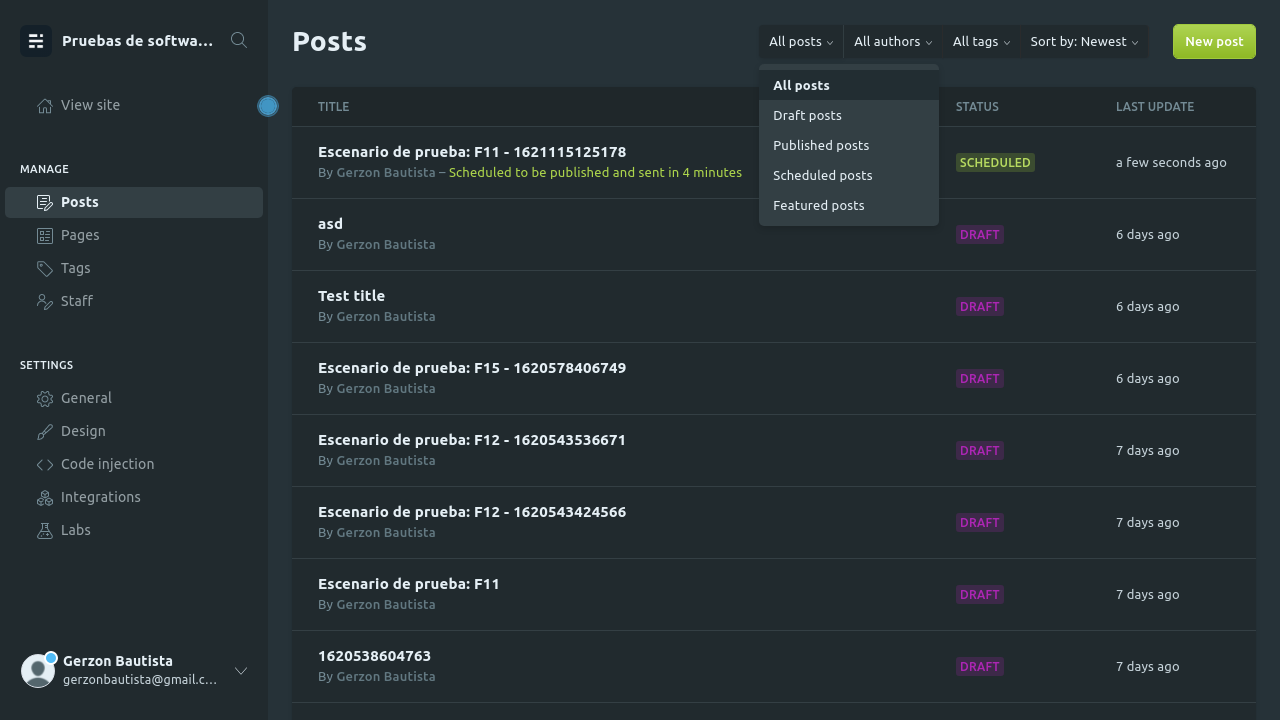 Pruebas de softwa...
View site
MANAGE
Posts
Pages
Tags
Staff
SETTINGS
General
Design
Code injection
Integrations
Labs
Gerzon Bautista
gerzonbautista@gmail.c...
Posts
All posts
All authors
All tags
Sort by: Newest
New post
All posts
Draft posts
Published posts
Scheduled posts
Featured posts
TITLE
STATUS
LAST UPDATE
Escenario de prueba: F11 - 1621115125178
By Gerzon Bautista – Scheduled to be published and sent in 4 minutes
SCHEDULED
a few seconds ago
asd
By Gerzon Bautista
DRAFT
6 days ago
Test title
By Gerzon Bautista
DRAFT
6 days ago
Escenario de prueba: F15 - 1620578406749
By Gerzon Bautista
DRAFT
6 days ago
Escenario de prueba: F12 - 1620543536671
By Gerzon Bautista
DRAFT
7 days ago
Escenario de prueba: F12 - 1620543424566
By Gerzon Bautista
DRAFT
7 days ago
Escenario de prueba: F11
By Gerzon Bautista
DRAFT
7 days ago
1620538604763
By Gerzon Bautista
DRAFT
7 days ago